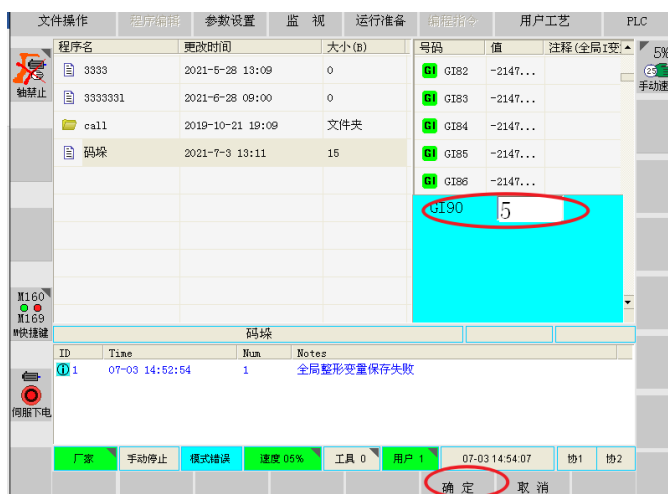 文件操作 程序编辑 参数设置 监 视 运行准备 编程指令 用户工艺 PLC
程序名 更改时间 大小(B) 号码 值 注释(全局I变
3333 2021-5-28 13:09 0
3333331 2021-6-28 09:00 0
call 2019-10-21 19:09 文件夹
码垛 2021-7-3 13:11 15
GI GI82 -2147...
GI GI83 -2147...
GI GI84 -2147...
GI GI85 -2147...
GI GI86 -2147...
GI90 5
轴禁止
5%
25
手动速
M160
M169
M快捷键
码垛
ID Time Num Notes
1 07-03 14:52:54 1 全局整形变量保存失败
伺服下电
厂家 手动停止 模式错误 速度 05% 工具 0 用户 1 07-03 14:54:07 协1 协2
确 定 取 消